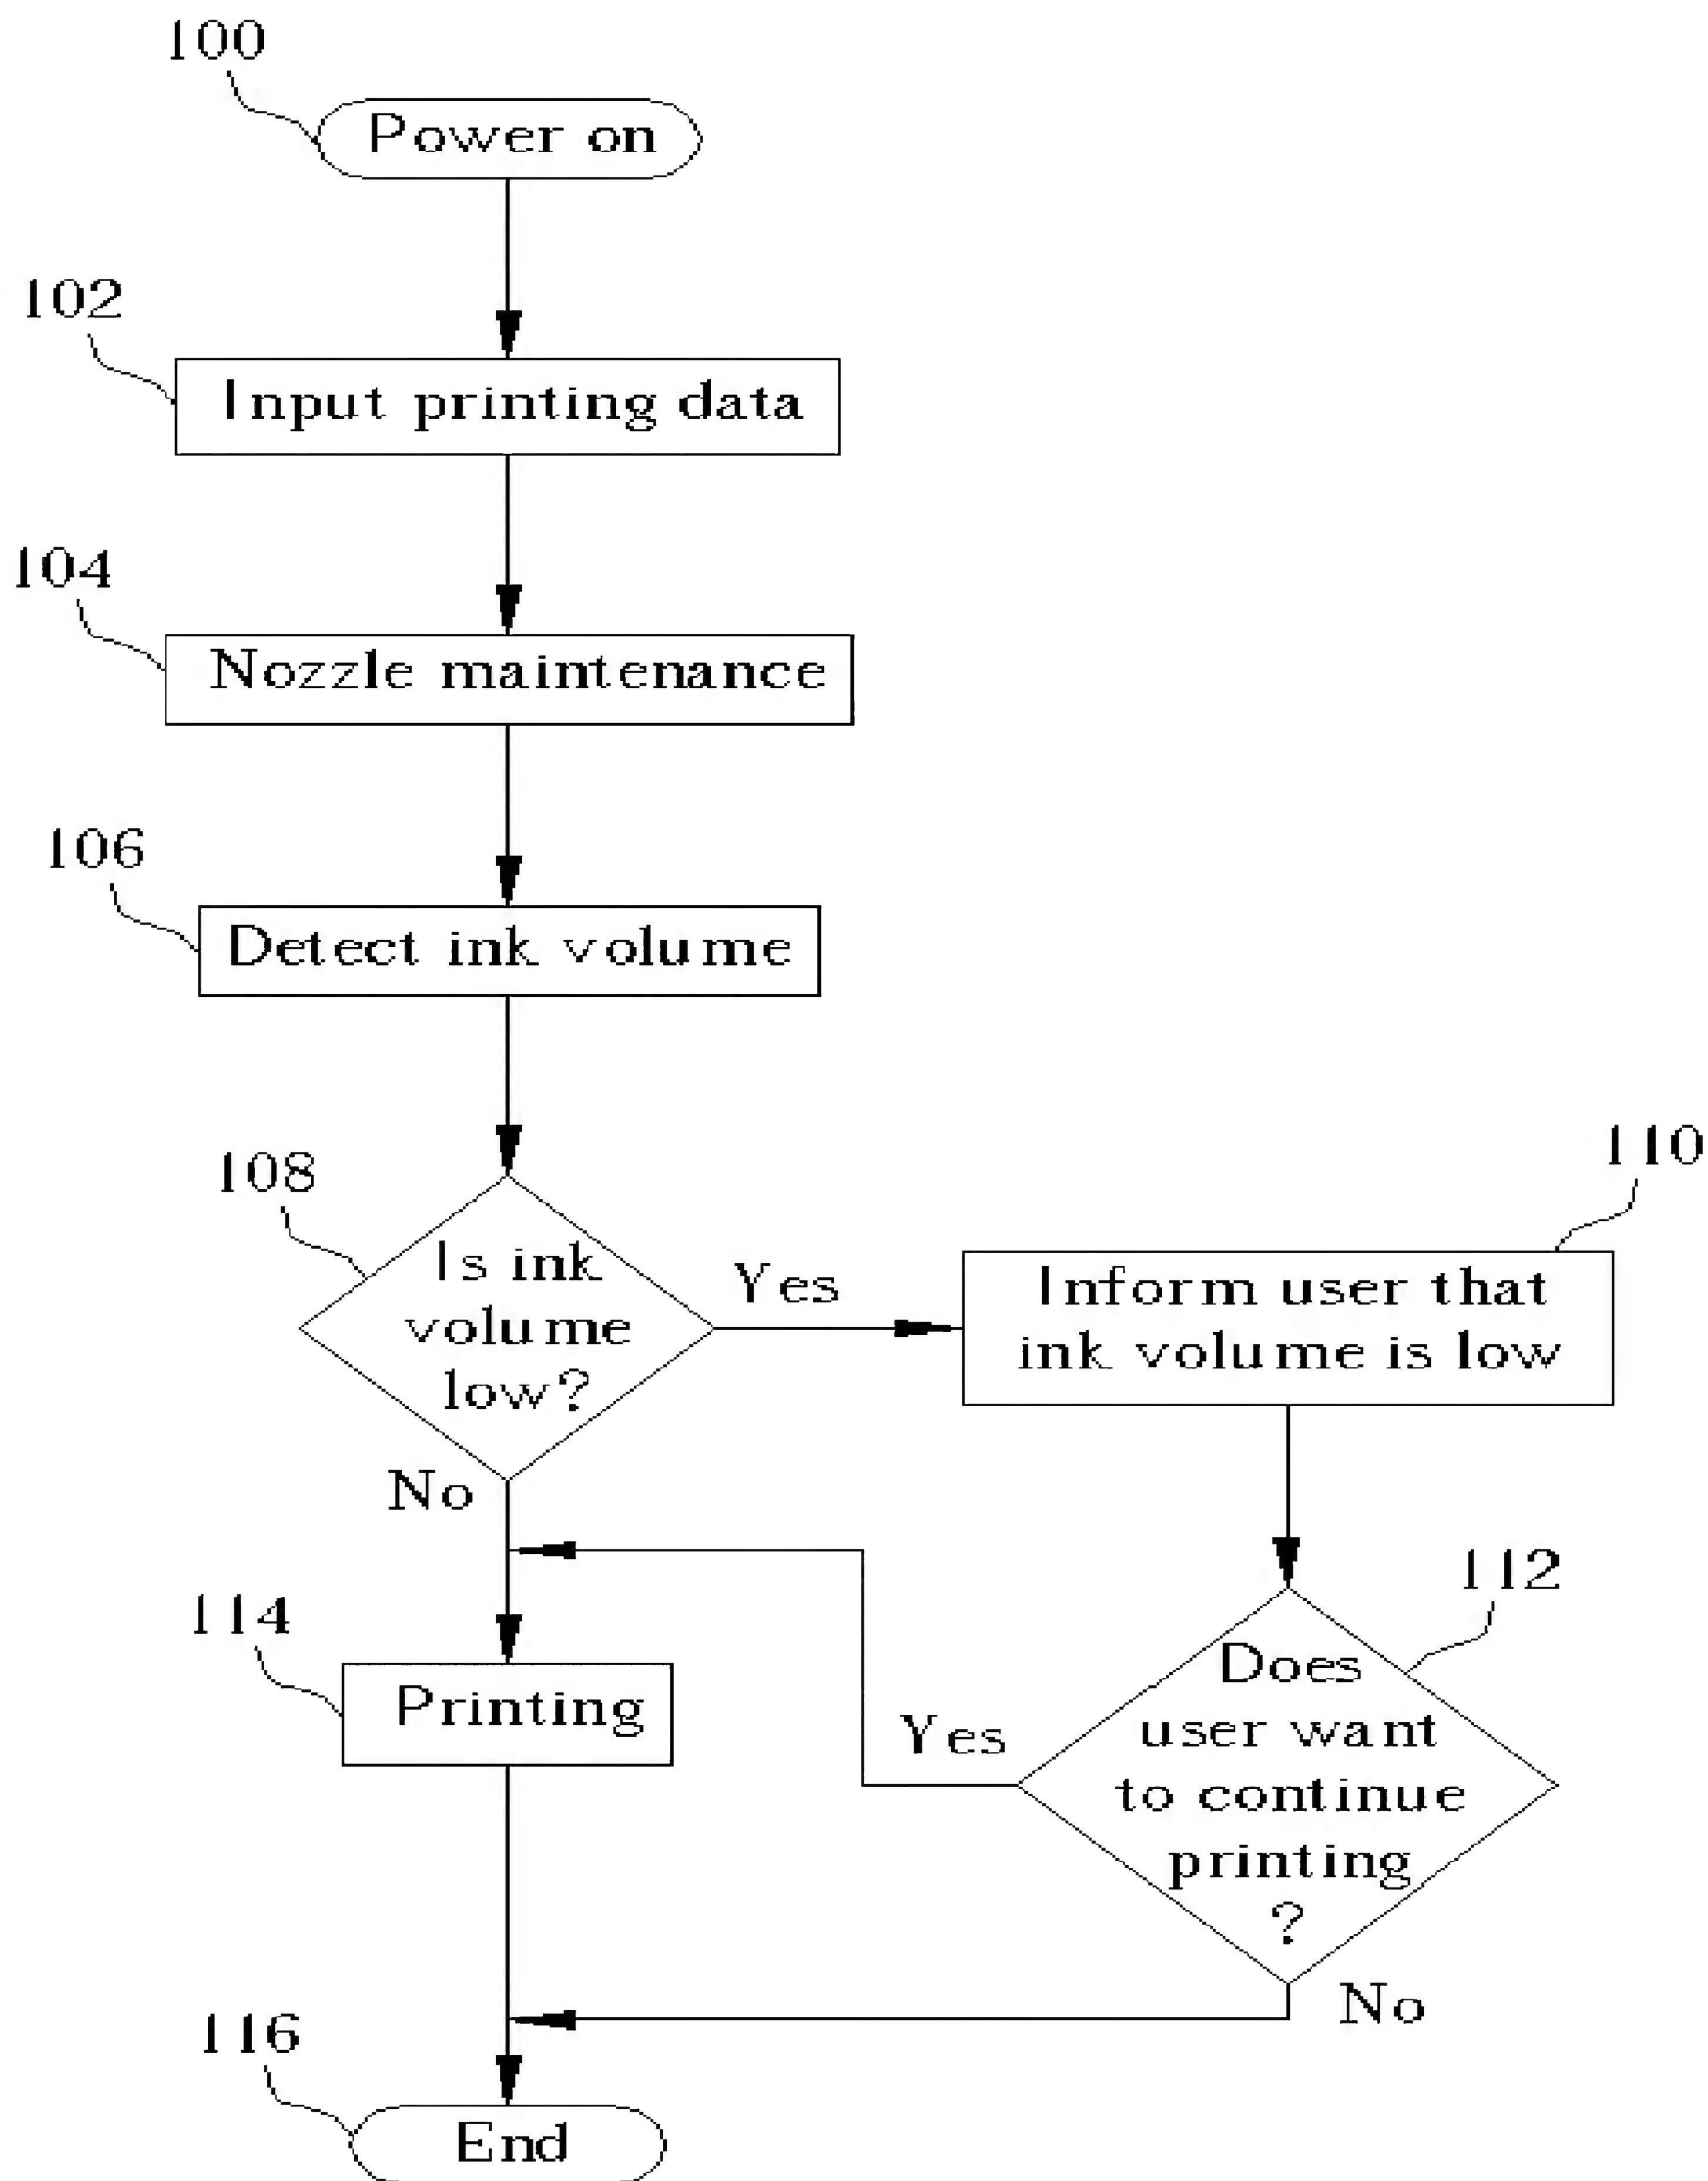 100
Power on
102
Input printing data
104
Nozzle maintenance
106
Detect ink volume
108
Is ink
volume
low?
Yes
110
Inform user that
ink volume is low
No
112
Does
user want
to continue
printing
?
Yes
114
Printing
No
116
End